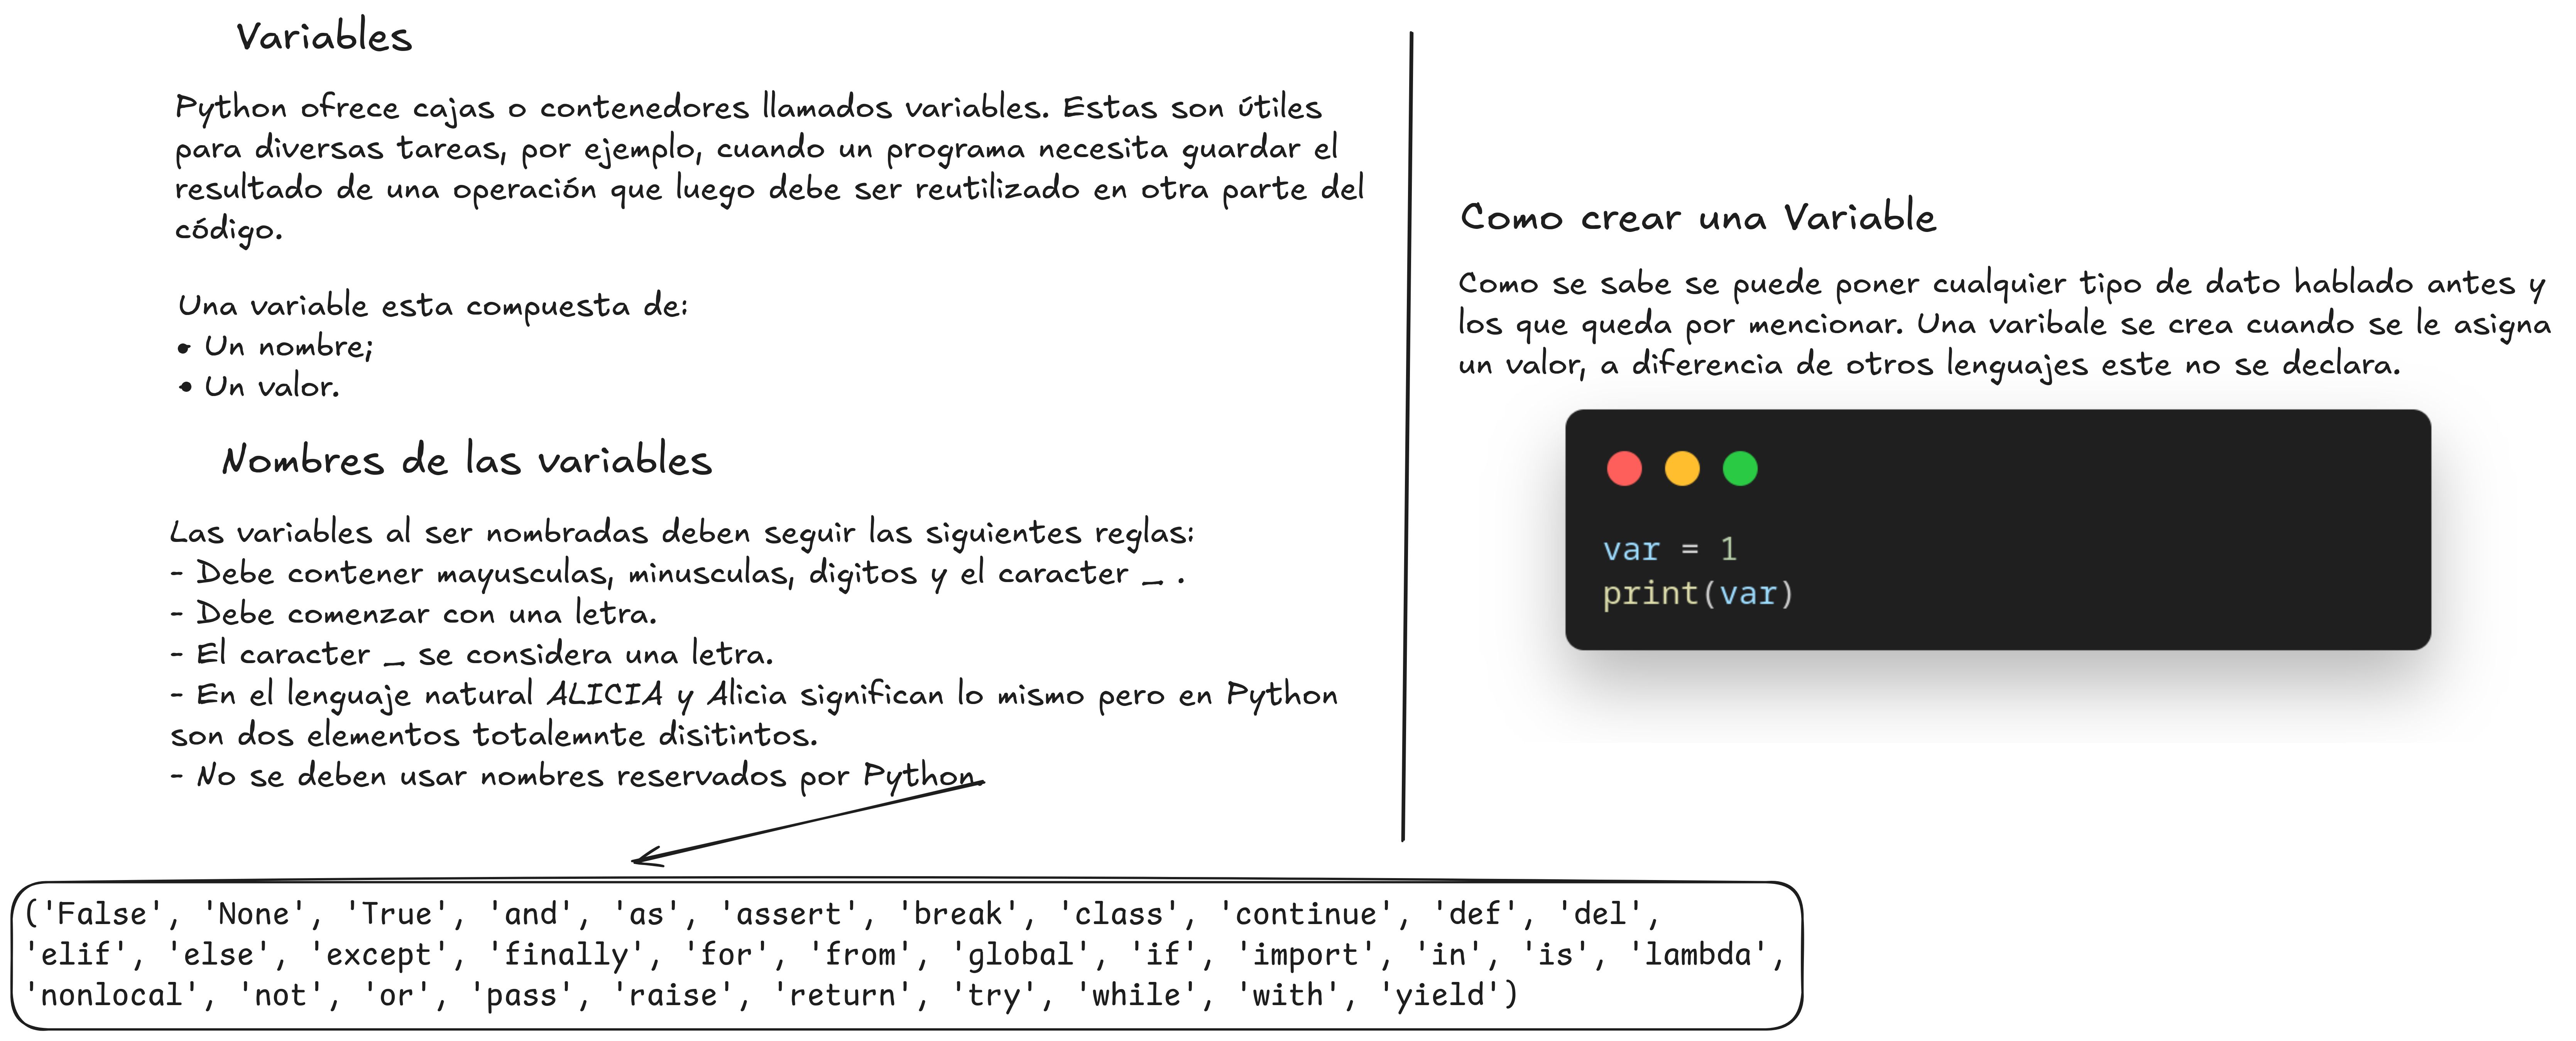 Variables
Python ofrece cajas o contenedores llamados variables. Estas son útiles
para diversas tareas, por ejemplo, cuando un programa necesita guardar el
resultado de una operación que luego debe ser reutilizado en otra parte del
código.
Una variable esta compuesta de:
• Un nombre;
• Un valor.
Nombres de las variables
Las variables al ser nombradas deben seguir las siguientes reglas:
- Debe contener mayusculas, minusculas, digitos y el caracter _ .
- Debe comenzar con una letra.
- El caracter _ se considera una letra.
- En el lenguaje natural ALICIA y Alicia significan lo mismo pero en Python
son dos elementos totalemnte disitintos.
- No se deben usar nombres reservados por Python.
('False', 'None', 'True', 'and', 'as', 'assert', 'break', 'class', 'continue', 'def', 'del',
'elif', 'else', 'except', 'finally', 'for', 'from', 'global', 'if', 'import', 'in', 'is', 'lambda',
'nonlocal', 'not', 'or', 'pass', 'raise', 'return', 'try', 'while', 'with', 'yield')
Como crear una Variable
Como se sabe se puede poner cualquier tipo de dato hablado antes y
los que queda por mencionar. Una varibale se crea cuando se le asigna
un valor, a diferencia de otros lenguajes este no se declara.
var = 1
print(var)